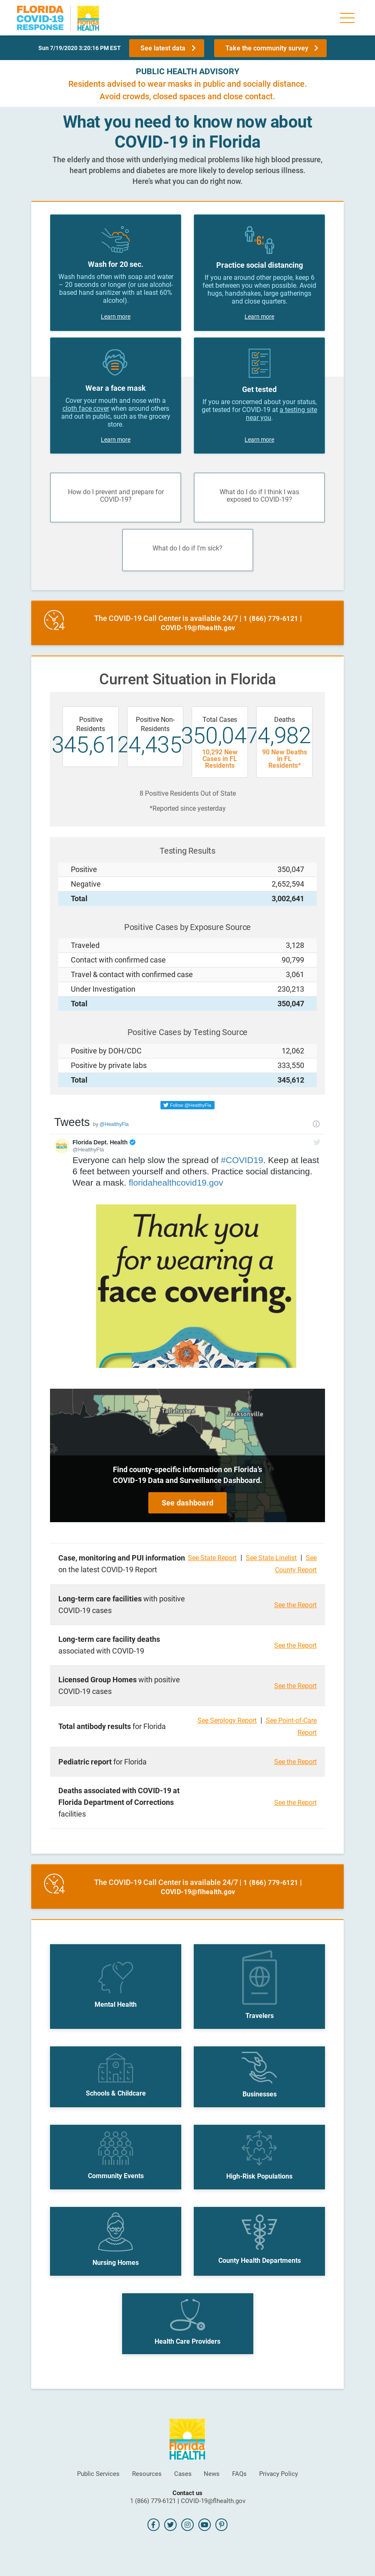 FLORIDA
COVID-19
RESPONSE
Florida
HEALTH
Sun 7/19/2020 3:20:16 PM EST
See latest data
Take the community survey
PUBLIC HEALTH ADVISORY
Residents advised to wear masks in public and socially distance.
Avoid crowds, closed spaces and close contact.
What you need to know now about
COVID-19 in Florida
The elderly and those with underlying medical problems like high blood pressure,
heart problems and diabetes are more likely to develop serious illness.
Here's what you can do right now.
Wash for 20 sec.
Wash hands often with soap and water
– 20 seconds or longer (or use alcohol-
based hand sanitizer with at least 60%
alcohol).
Learn more
6'
Practice social distancing
If you are around other people, keep 6
feet between you when possible. Avoid
hugs, handshakes, large gatherings
and close quarters.
Learn more
Wear a face mask
Cover your mouth and nose with a
cloth face cover when around others
and out in public, such as the grocery
store.
Learn more
Get tested
If you are concerned about your status,
get tested for COVID-19 at a testing site
near you.
Learn more
How do I prevent and prepare for
COVID-19?
What do I do if I think I was
exposed to COVID-19?
What do I do if I'm sick?
24
The COVID-19 Call Center is available 24/7 | 1 (866) 779-6121 |
COVID-19@flhealth.gov
Current Situation in Florida
Positive
Residents
345,612
Positive Non-
Residents
4,435
Total Cases
350,047
10,292 New
Cases in FL
Residents
Deaths
4,982
90 New Deaths
in FL
Residents*
8 Positive Residents Out of State
*Reported since yesterday
Testing Results
Positive 350,047
Negative 2,652,594
Total 3,002,641
Positive Cases by Exposure Source
Traveled 3,128
Contact with confirmed case 90,799
Travel & contact with confirmed case 3,061
Under Investigation 230,213
Total 350,047
Positive Cases by Testing Source
Positive by DOH/CDC 12,062
Positive by private labs 333,550
Total 345,612
Follow @HealthyFla
Tweets by @HealthyFla
Florida Dept. Health
@HealthyFla
Everyone can help slow the spread of #COVID19. Keep at least
6 feet between yourself and others. Practice social distancing.
Wear a mask. floridahealthcovid19.gov
Thank you
for wearing a
face covering.
Tallahassee
Jacksonville
Find county-specific information on Florida's
COVID-19 Data and Surveillance Dashboard.
See dashboard
Case, monitoring and PUI information
on the latest COVID-19 Report
See State Report | See State Linelist | See
County Report
Long-term care facilities with positive
COVID-19 cases
See the Report
Long-term care facility deaths
associated with COVID-19
See the Report
Licensed Group Homes with positive
COVID-19 cases
See the Report
Total antibody results for Florida
See Serology Report | See Point-of-Care
Report
Pediatric report for Florida
See the Report
Deaths associated with COVID-19 at
Florida Department of Corrections
facilities
See the Report
24
The COVID-19 Call Center is available 24/7 | 1 (866) 779-6121 |
COVID-19@flhealth.gov
Mental Health
Travelers
Schools & Childcare
Businesses
Community Events
High-Risk Populations
Nursing Homes
County Health Departments
Health Care Providers
Florida
HEALTH
Public Services Resources Cases News FAQs Privacy Policy
Contact us
1 (866) 779-6121 | COVID-19@flhealth.gov